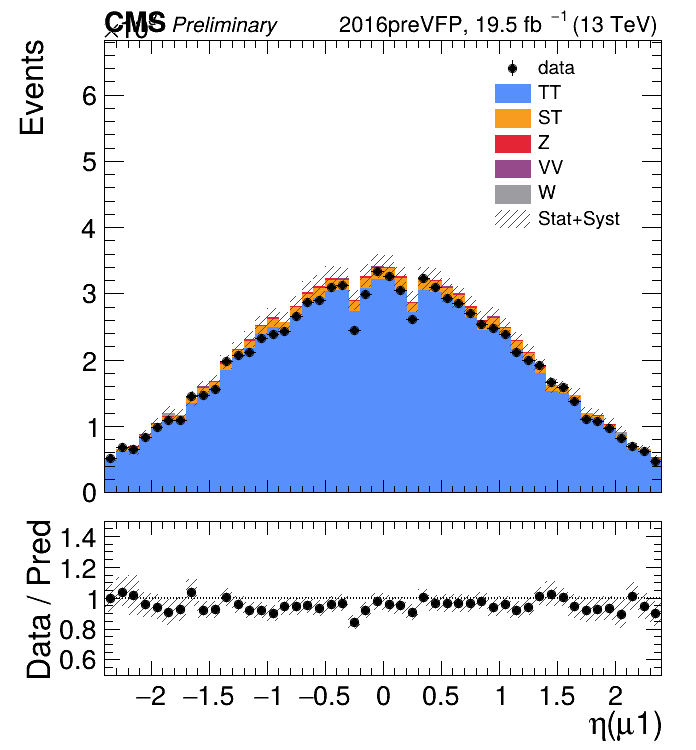 CMS Preliminary 2016preVFP, 19.5 fb⁻¹ (13 TeV)
Events
6
5
4
3
2
1
0
data
TT
ST
Z
VV
W
Stat+Syst
Data / Pred
1.4
1.2
1
0.8
0.6
−2 −1.5 −1 −0.5 0 0.5 1 1.5 2
η(μ1)